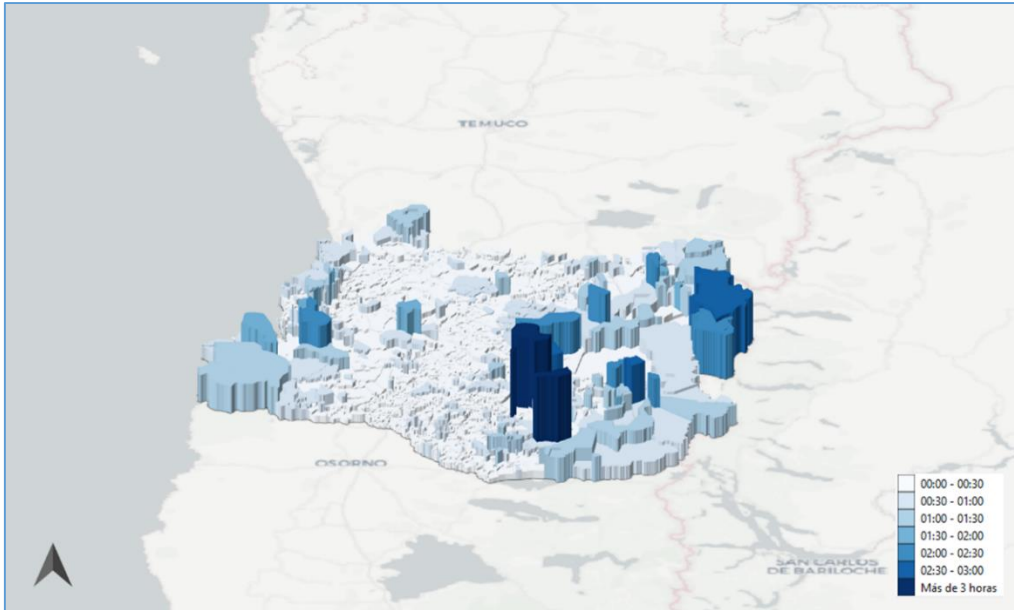 TEMUCO
OSORNO
SAN CARLOS
DE BARILOCHE
00:00 - 00:30
00:30 - 01:00
01:00 - 01:30
01:30 - 02:00
02:00 - 02:30
02:30 - 03:00
Más de 3 horas